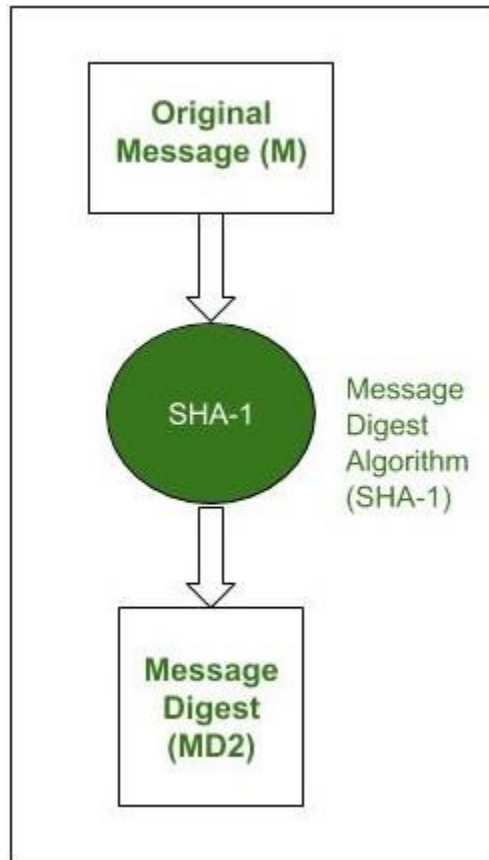 Original
Message (M)
SHA-1
Message
Digest
Algorithm
(SHA-1)
Message
Digest
(MD2)